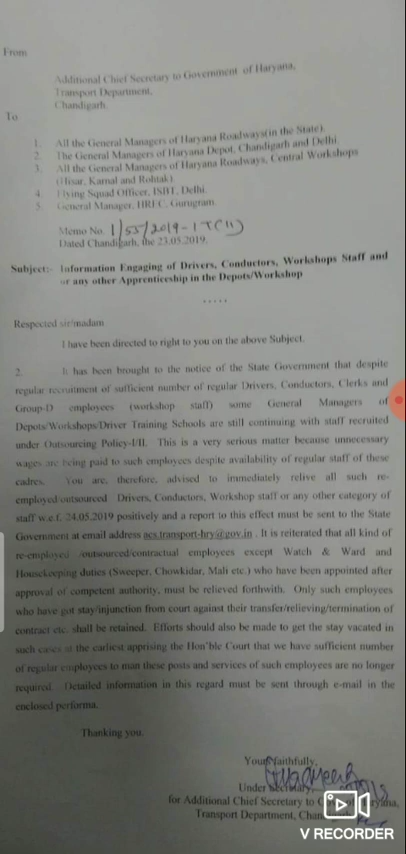 From
Additional Chief Secretary to Government of Haryana,
Transport Department,
Chandigarh.
To
1. All the General Managers of Haryana Roadways(in the State).
2. The General Managers of Haryana Depot, Chandigarh and Delhi
3. All the General Managers of Haryana Roadways, Central Workshops
(Hisar, Karnal and Rohtak).
4. Flying Squad Officer, ISBT, Delhi.
5. General Manager, HREC, Gurugram
Memo No. 1/55/2019-1T(11)
Dated Chandigarh, the 23.05.2019.
Subject:- Information Engaging of Drivers, Conductors, Workshops Staff and
or any other Apprenticeship in the Depots/Workshop
.....
Respected sir/madam
I have been directed to right to you on the above Subject.
2. It has been brought to the notice of the State Government that despite
regular recruitment of sufficient number of regular Drivers, Conductors, Clerks and
Group-D employees (workshop staff) some General Managers of
Depots/Workshops/Driver Training Schools are still continuing with staff recruited
under Outsourcing Policy-I/II. This is a very serious matter because unnecessary
wages are being paid to such employees despite availability of regular staff of these
cadres. You are, therefore, advised to immediately relive all such re-
employed/outsourced Drivers, Conductors, Workshop staff or any other category of
staff w.e.f. 24.05.2019 positively and a report to this effect must be sent to the State
Government at email address acs.transport-hry@gov.in . It is reiterated that all kind of
re-employed /outsourced/contractual employees except Watch & Ward and
Housekeeping duties (Sweeper, Chowkidar, Mali etc.) who have been appointed after
approval of competent authority, must be relieved forthwith. Only such employees
who have got stay/injunction from court against their transfer/relieving/termination of
contract etc. shall be retained. Efforts should also be made to get the stay vacated in
such cases at the earliest apprising the Hon'ble Court that we have sufficient number
of regular employees to man these posts and services of such employees are no longer
required. Detailed information in this regard must be sent through e-mail in the
enclosed performa.
Thanking you.
Your faithfully,
Under Secretary,
for Additional Chief Secretary to Haryana,
Transport Department,
V RECORDER